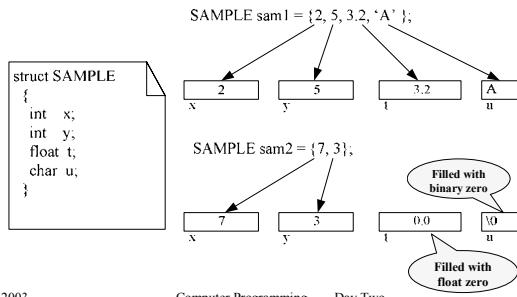 SAMPLE sam1 = {2, 5, 3.2, ‘A’ };
struct SAMPLE
{
int x;
int y;
float t;
char u;
}
2 5 3.2 A
x y t u
SAMPLE sam2 = {7, 3};
Filled with
binary zero
7 3 0.0 \0
x y t u
Filled with
float zero
2003 Computer Programming Day Two